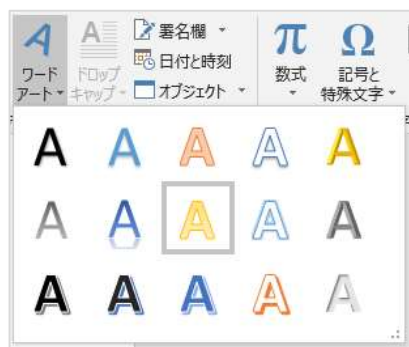 署名欄
日付と時刻
オブジェクト
ワード
アート
ドロップ
キャップ
π
数式
Ω
記号と
特殊文字
A A A A A
A A A A A
A A A A A